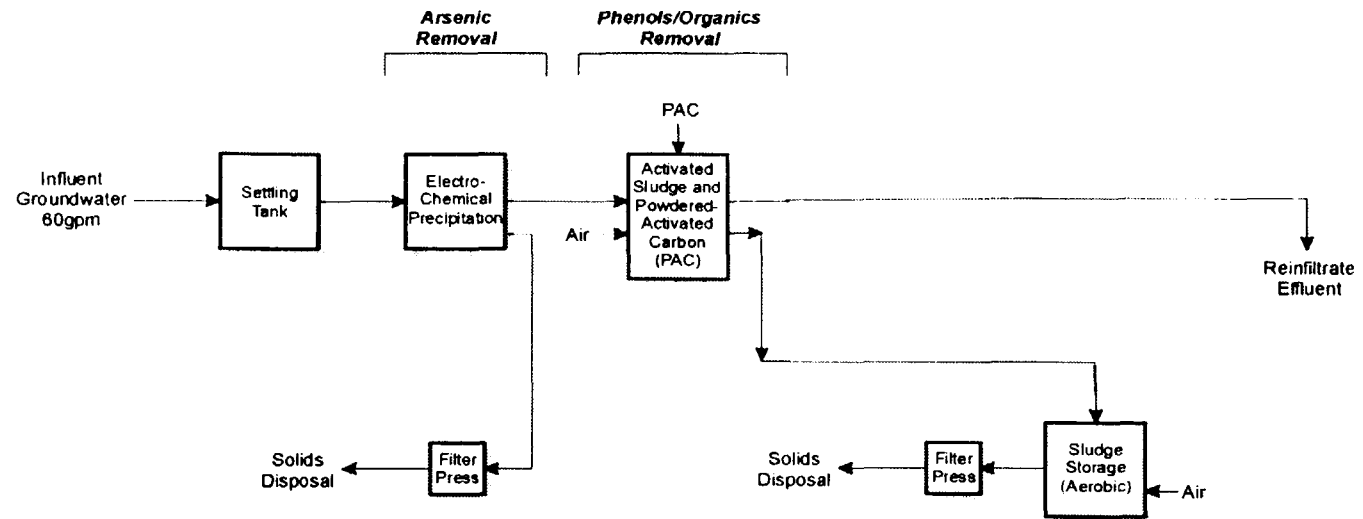 Arsenic
Removal
Phenols/Organics
Removal
PAC
Influent
Groundwater
60gpm
Settling
Tank
Electro-
Chemical
Precipitation
Activated
Sludge and
Powdered-
Activated
Carbon
(PAC)
Air
Reinfiltrate
Effluent
Solids
Disposal
Filter
Press
Solids
Disposal
Filter
Press
Sludge
Storage
(Aerobic)
Air